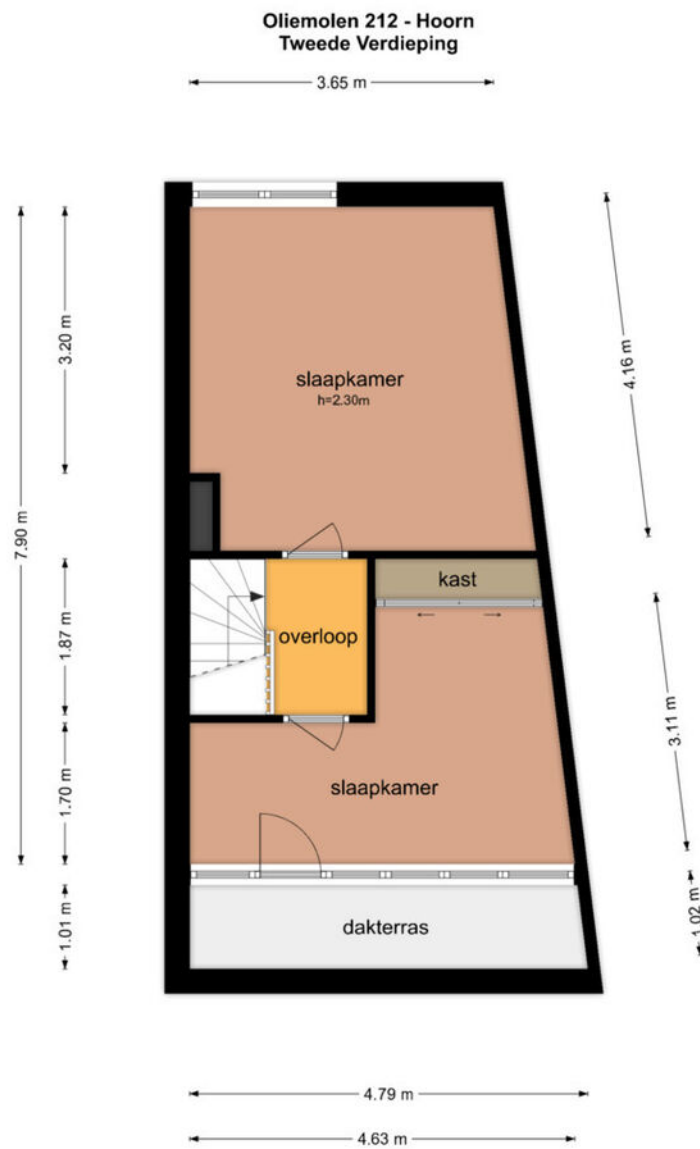 Oliemolen 212 - Hoorn
Tweede Verdieping
3.65 m
3.20 m
4.16 m
slaapkamer
h=2.30m
7.90 m
kast
1.87 m
overloop
3.11 m
1.70 m
slaapkamer
1.01 m
dakterras
1.02 m
4.79 m
4.63 m